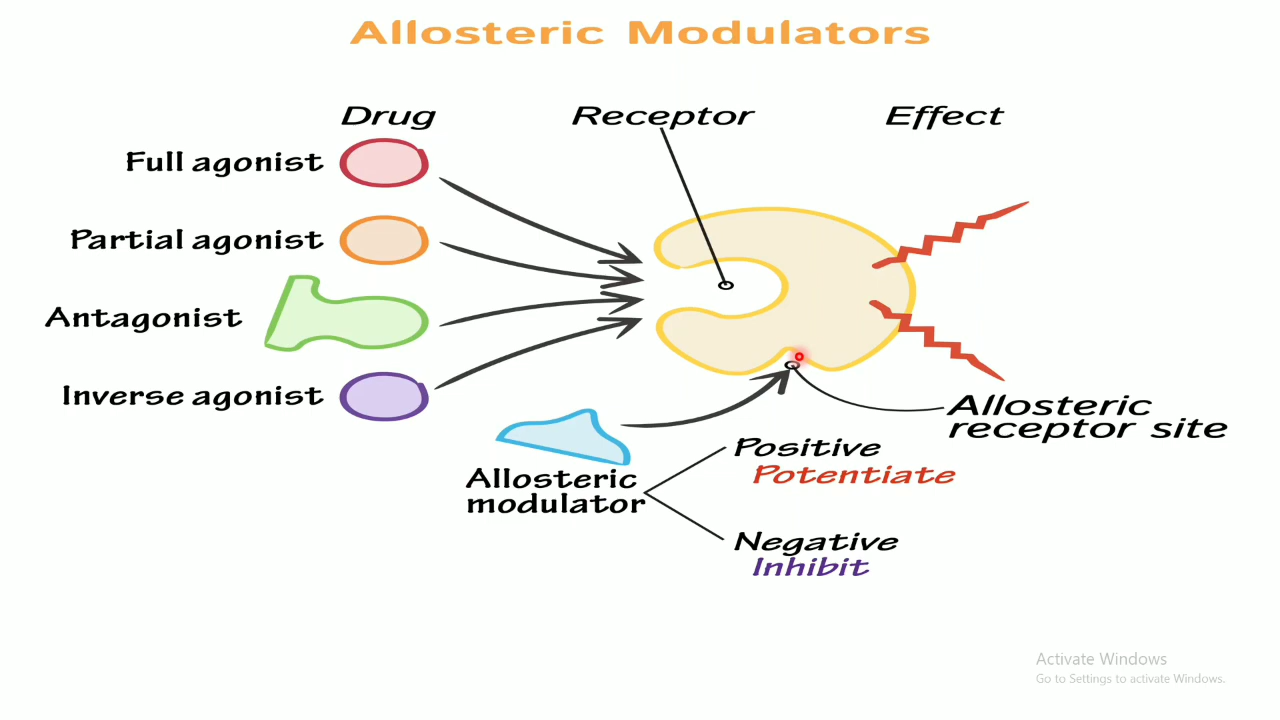 Allosteric Modulators
Drug
Receptor
Effect
Full agonist
Partial agonist
Antagonist
Inverse agonist
Allosteric
receptor site
Allosteric
modulator
Positive
Potentiate
Negative
Inhibit
Activate Windows
Go to Settings to activate Windows.